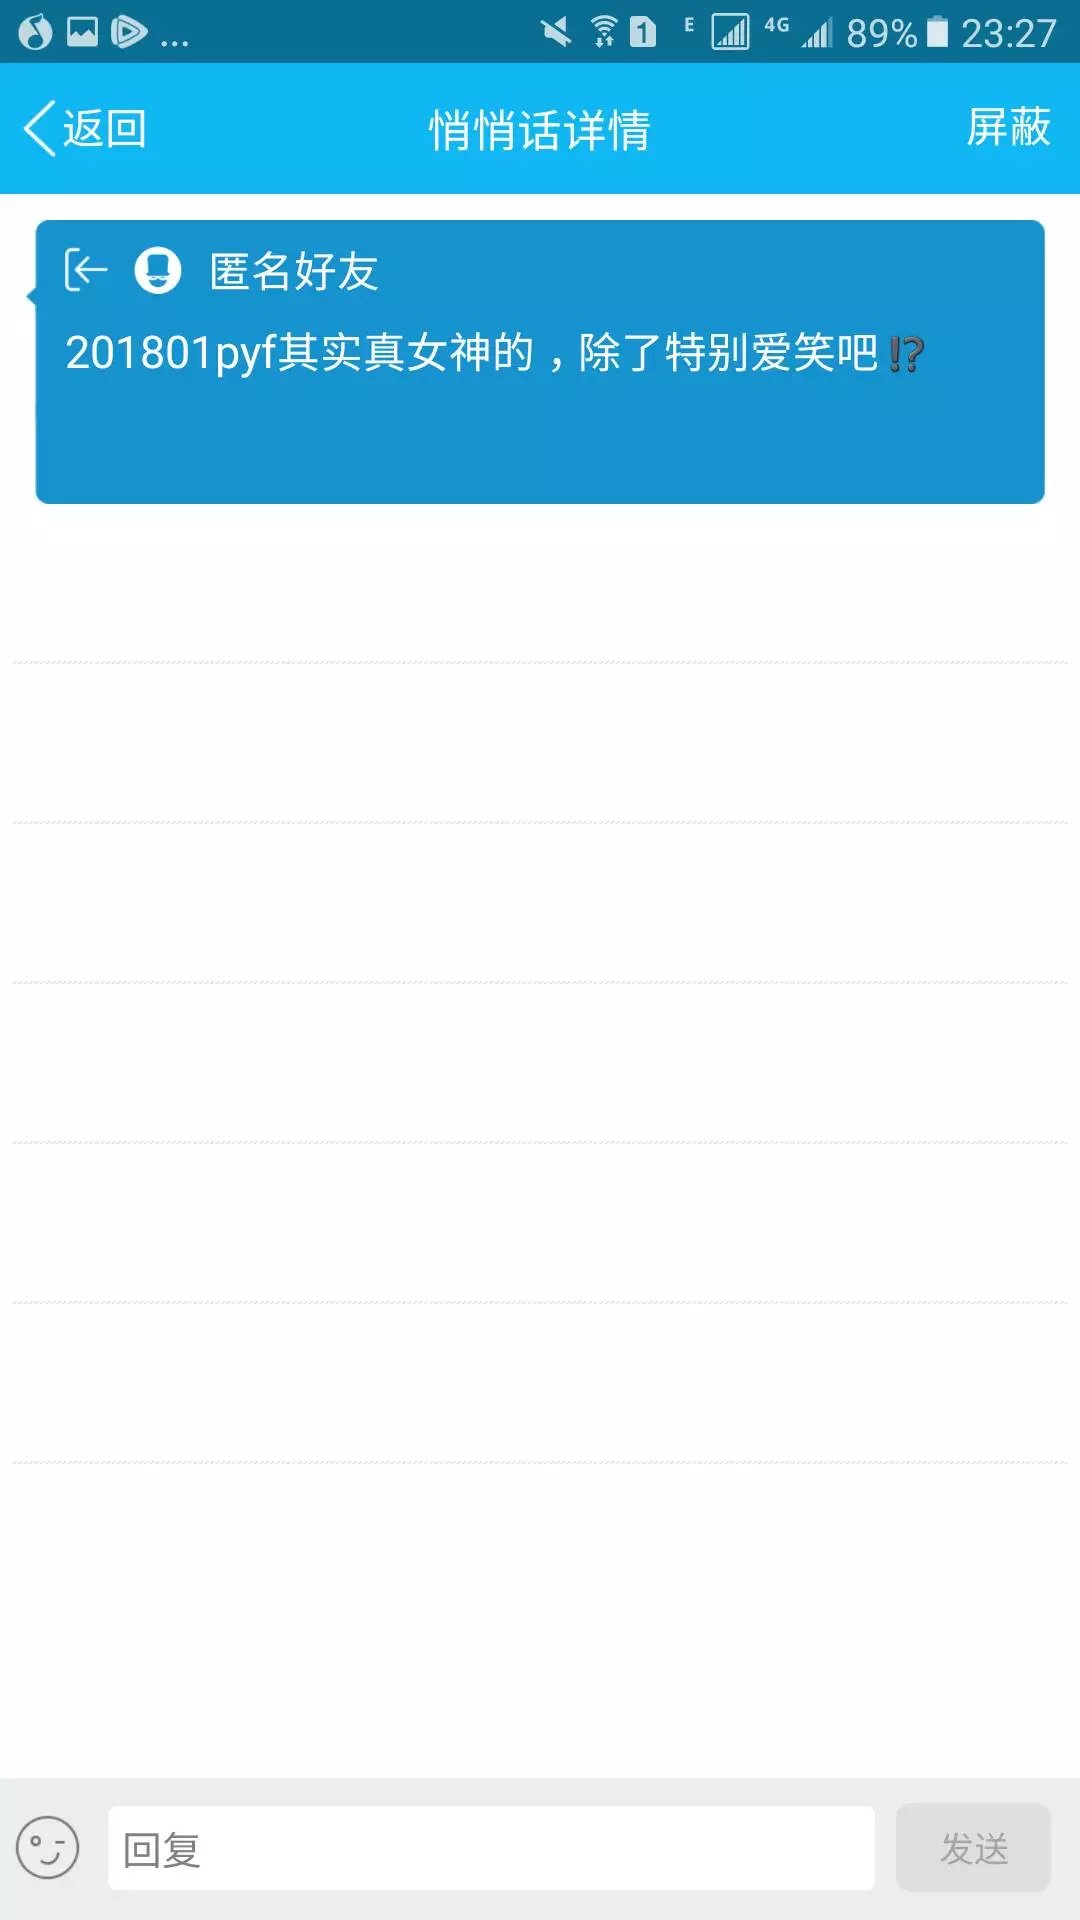 ... 1 E 4G 89% 23:27
返回 悄悄话详情 屏蔽
匿名好友
201801pyf其实真女神的，除了特别爱笑吧⁉
回复 发送